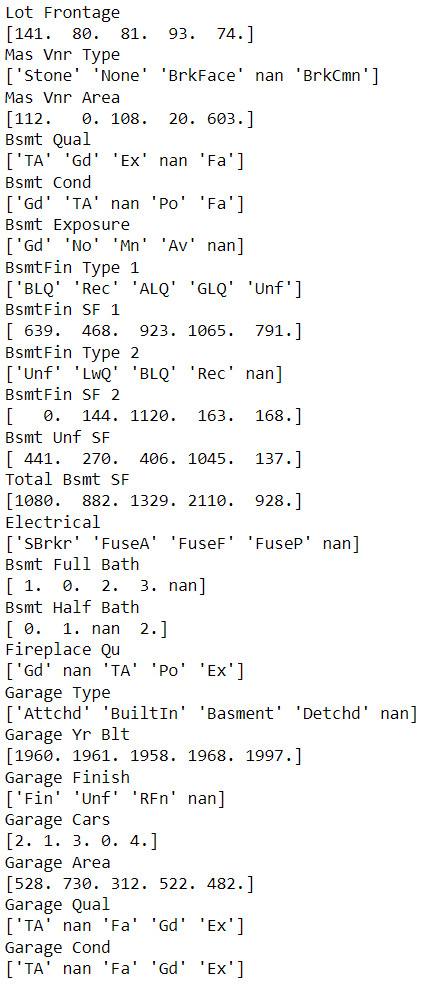 Lot Frontage
[141.  80.  81.  93.  74.]
Mas Vnr Type
['Stone' 'None' 'BrkFace' nan 'BrkCmn']
Mas Vnr Area
[112.   0. 108.  20. 603.]
Bsmt Qual
['TA' 'Gd' 'Ex' nan 'Fa']
Bsmt Cond
['Gd' 'TA' nan 'Po' 'Fa']
Bsmt Exposure
['Gd' 'No' 'Mn' 'Av' nan]
BsmtFin Type 1
['BLQ' 'Rec' 'ALQ' 'GLQ' 'Unf']
BsmtFin SF 1
[ 639.  468.  923. 1065.  791.]
BsmtFin Type 2
['Unf' 'LwQ' 'BLQ' 'Rec' nan]
BsmtFin SF 2
[   0.  144. 1120.  163.  168.]
Bsmt Unf SF
[ 441.  270.  406. 1045.  137.]
Total Bsmt SF
[1080.  882. 1329. 2110.  928.]
Electrical
['SBrkr' 'FuseA' 'FuseF' 'FuseP' nan]
Bsmt Full Bath
[ 1.  0.  2.  3. nan]
Bsmt Half Bath
[ 0.  1. nan  2.]
Fireplace Qu
['Gd' nan 'TA' 'Po' 'Ex']
Garage Type
['Attchd' 'BuiltIn' 'Basment' 'Detchd' nan]
Garage Yr Blt
[1960. 1961. 1958. 1968. 1997.]
Garage Finish
['Fin' 'Unf' 'RFn' nan]
Garage Cars
[2. 1. 3. 0. 4.]
Garage Area
[528. 730. 312. 522. 482.]
Garage Qual
['TA' nan 'Fa' 'Gd' 'Ex']
Garage Cond
['TA' nan 'Fa' 'Gd' 'Ex']